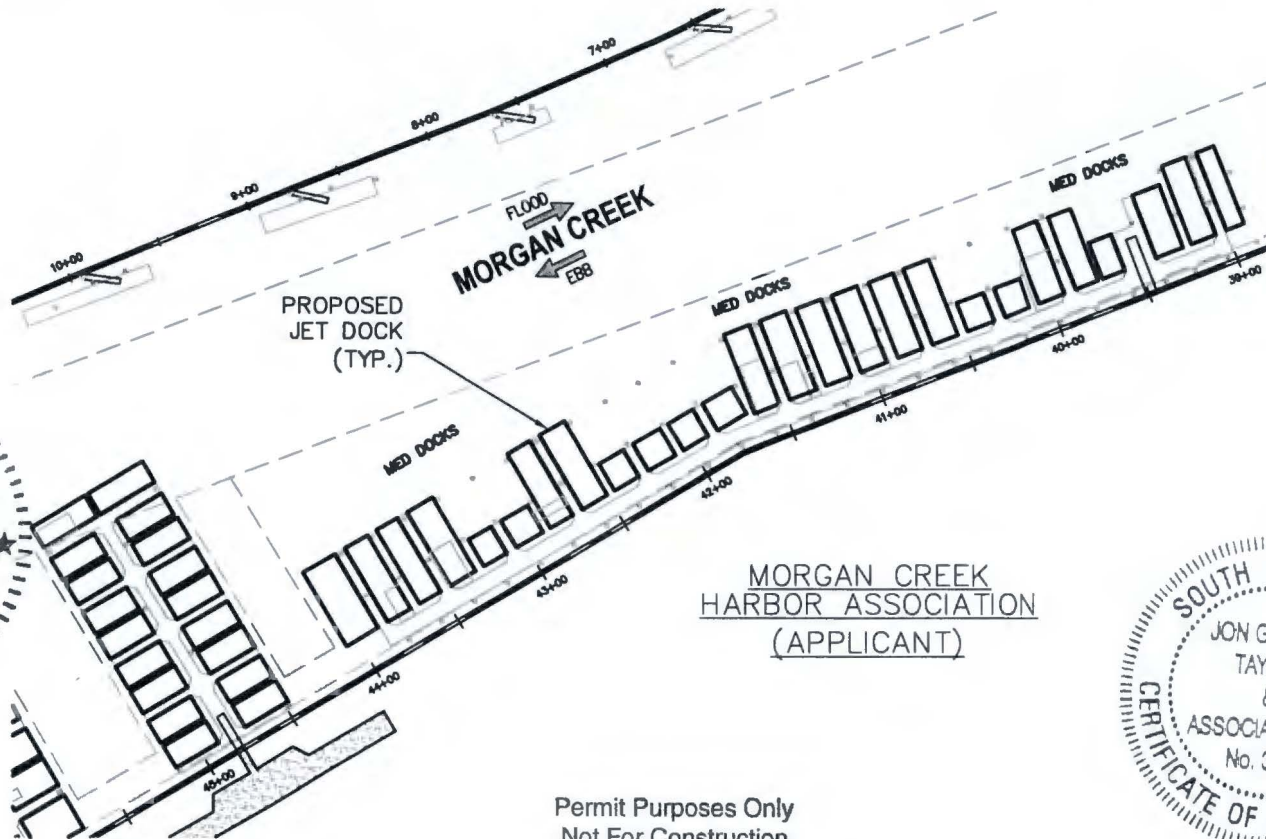 7+00
8+00
9+00
10+00
FLOOD
MORGAN CREEK
EBB
MED DOCKS
MED DOCKS
MED DOCKS
PROPOSED
JET DOCK
(TYP.)
39+00
40+00
41+00
42+00
43+00
44+00
45+00
MORGAN CREEK
HARBOR ASSOCIATION
(APPLICANT)
SOUTH
JON G
TAY
&
ASSOCIA
No. 3
CERTIFICATE OF
Permit Purposes Only
Not For Construction